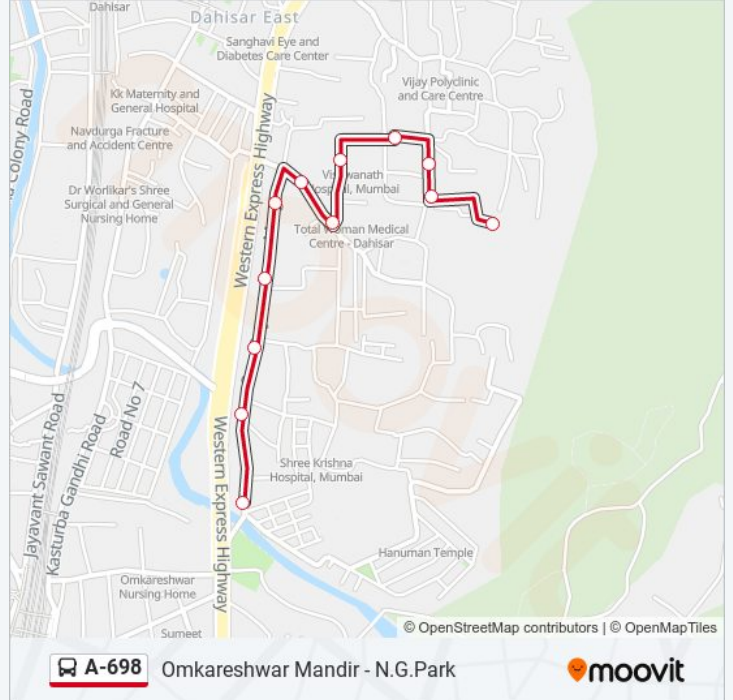 Dahisar
Dahisar East
Sanghavi Eye and
Diabetes Care Center
Kk Maternity and
General Hospital
Vijay Polyclinic
and Care Centre
Navdurga Fracture
and Accident Centre
Colony Road
Western Express Highway
Hospital, Mumbai
Dr Worlikar's Shree
Surgical and General
Nursing Home
Medical
Centre - Dahisar
Road No 7
Jayavant Sawant Road
Kasturba Gandhi Road
Western Express Highway
Shree Krishna
Hospital, Mumbai
Hanuman Temple
Omkareshwar
Nursing Home
Sumeet
© OpenStreetMap contributors | © OpenMapTiles
A-698 Omkareshwar Mandir - N.G.Park
moovit